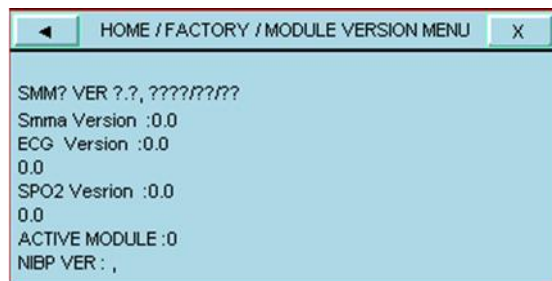 ◄ HOME / FACTORY / MODULE VERSION MENU X
SMM? VER ?.?, ????/??/??
Smma Version :0.0
ECG Version :0.0
0.0
SPO2 Vesrion :0.0
0.0
ACTIVE MODULE :0
NIBP VER : ,